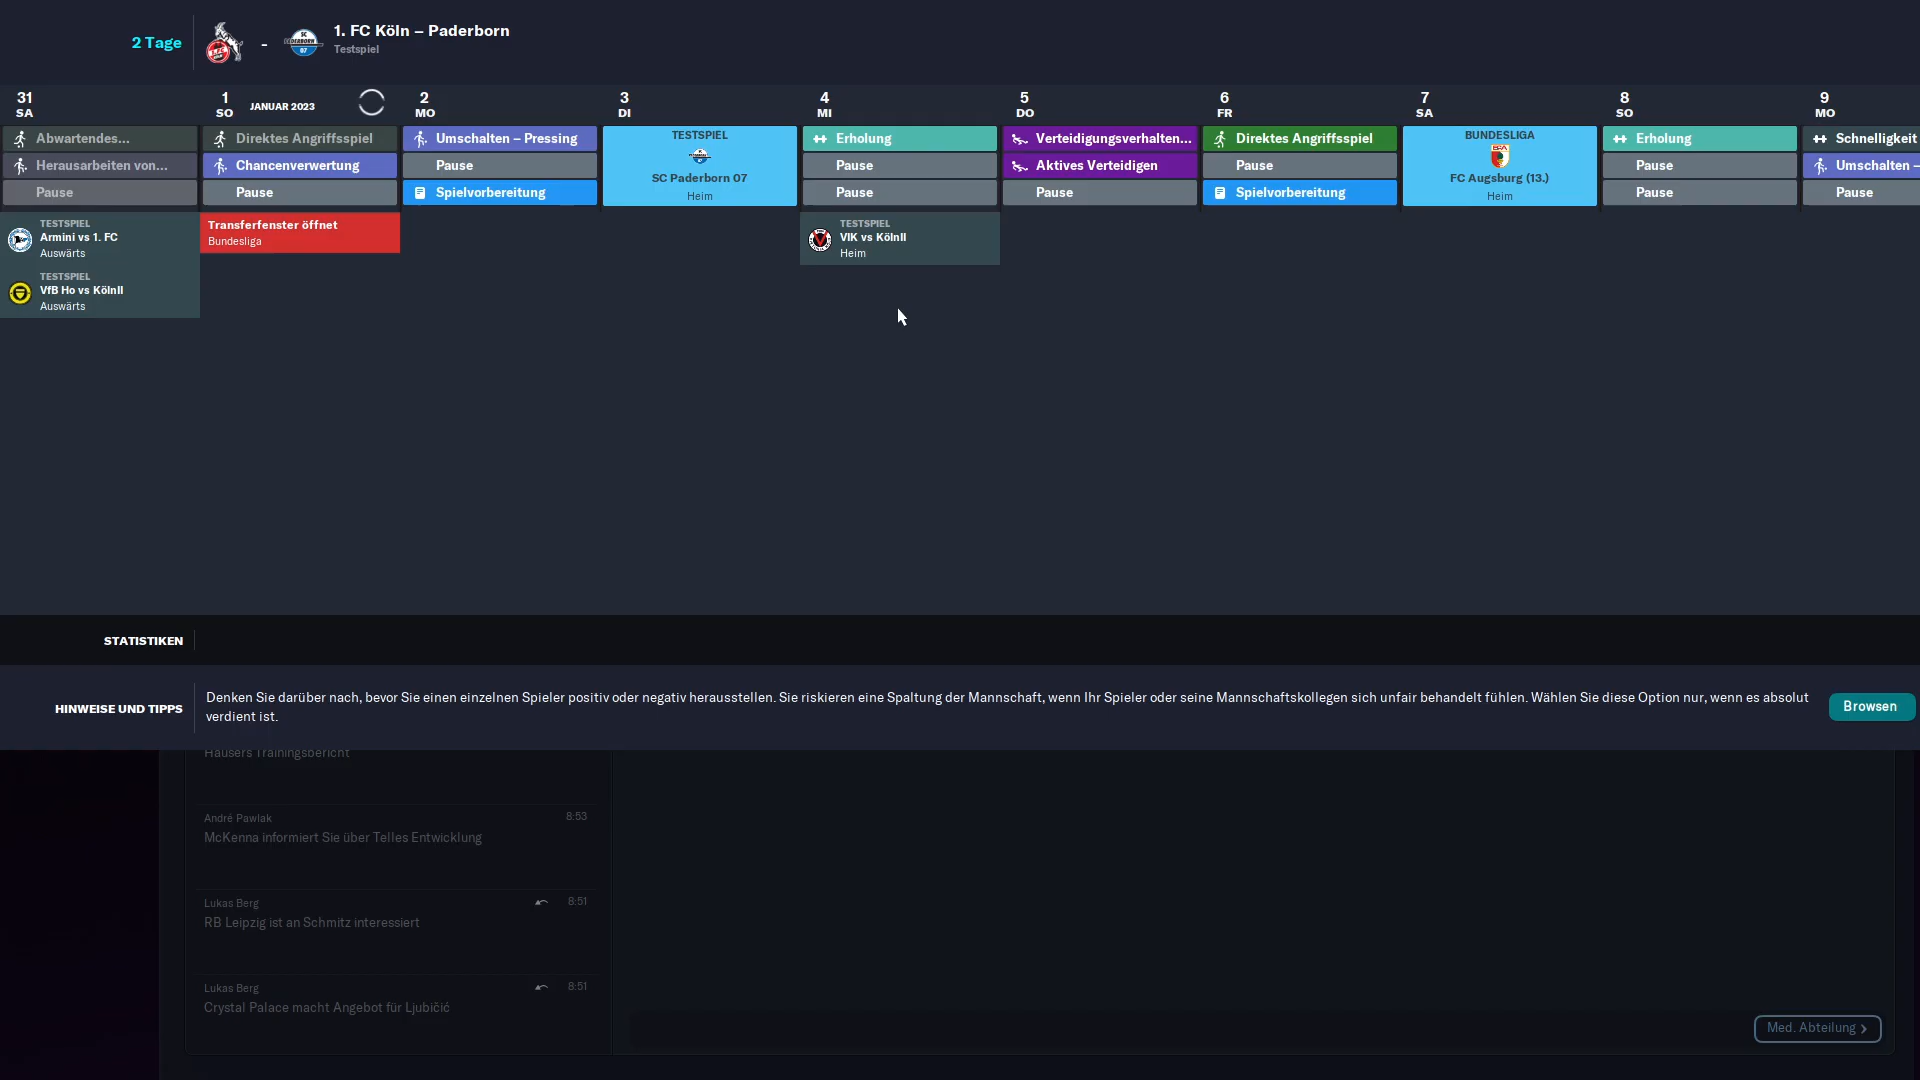 2 Tage
-
1. FC Köln – Paderborn
Testspiel
31
SA
1
SO
JANUAR 2023
2
MO
3
DI
4
MI
5
DO
6
FR
7
SA
8
SO
9
MO
Abwartendes...
Herausarbeiten von...
Pause
Direktes Angriffsspiel
Chancenverwertung
Pause
Umschalten – Pressing
Pause
Spielvorbereitung
TESTSPIEL
SC Paderborn 07
Heim
Erholung
Pause
Pause
Verteidigungsverhalten...
Aktives Verteidigen
Pause
Direktes Angriffsspiel
Pause
Spielvorbereitung
BUNDESLIGA
FC Augsburg (13.)
Heim
Erholung
Pause
Pause
Schnelligkeit
Umschalten –
Pause
TESTSPIEL
Armini vs 1. FC
Auswärts
TESTSPIEL
VfB Ho vs KölnII
Auswärts
Transferfenster öffnet
Bundesliga
TESTSPIEL
VIK vs KölnII
Heim
STATISTIKEN
HINWEISE UND TIPPS
Denken Sie darüber nach, bevor Sie einen einzelnen Spieler positiv oder negativ herausstellen. Sie riskieren eine Spaltung der Mannschaft, wenn Ihr Spieler oder seine Mannschaftskollegen sich unfair behandelt fühlen. Wählen Sie diese Option nur, wenn es absolut
verdient ist.
Browsen
Hausers Trainingsbericht
André Pawlak
8:53
McKenna informiert Sie über Telles Entwicklung
Lukas Berg
8:51
RB Leipzig ist an Schmitz interessiert
Lukas Berg
8:51
Crystal Palace macht Angebot für Ljubičić
Med. Abteilung